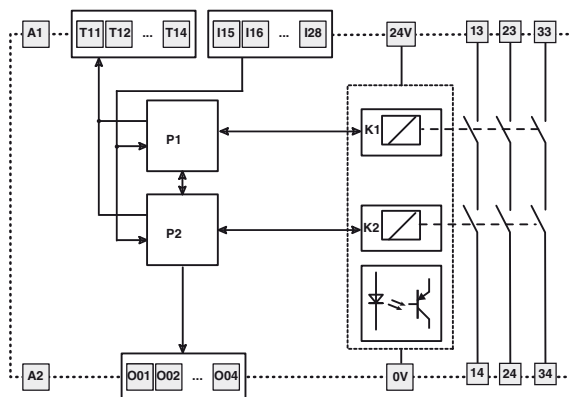 A1 T11 T12 ... T14 I15 I16 ... I28 24V 13 23 33
P1 K1
P2 K2
A2 O01 O02 ... O04 0V 14 24 34